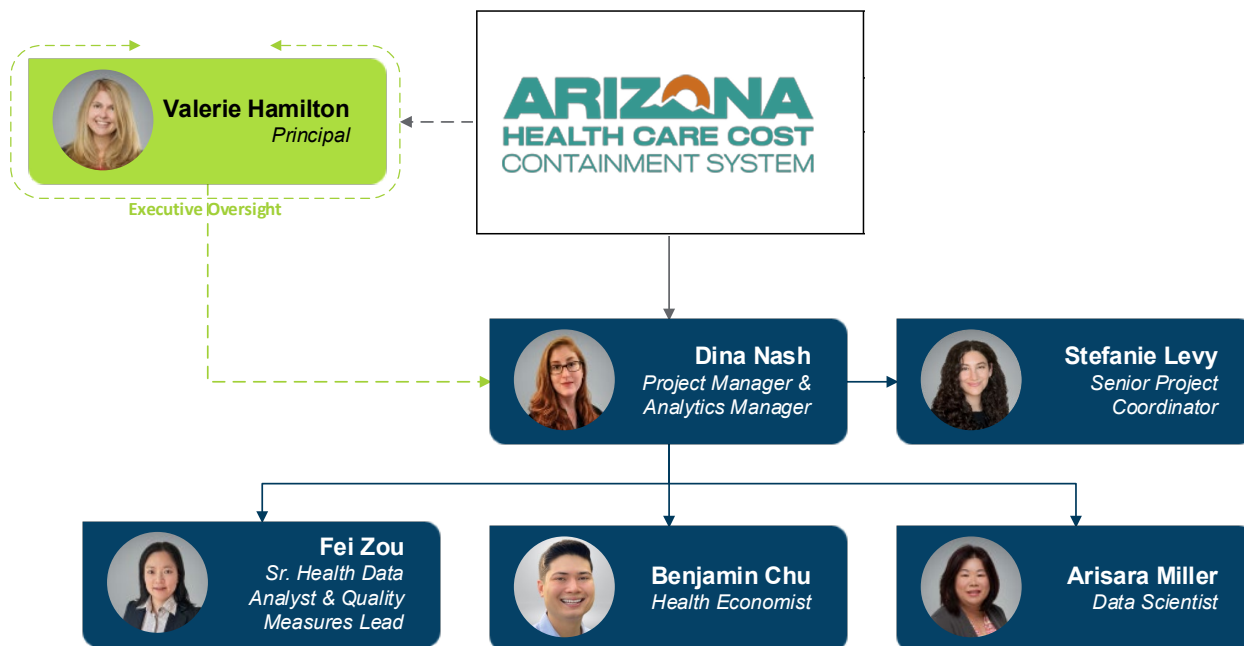 Valerie Hamilton
Principal
Executive Oversight
ARIZONA
HEALTH CARE COST
CONTAINMENT SYSTEM
Dina Nash
Project Manager &
Analytics Manager
Stefanie Levy
Senior Project
Coordinator
Fei Zou
Sr. Health Data
Analyst & Quality
Measures Lead
Benjamin Chu
Health Economist
Arisara Miller
Data Scientist